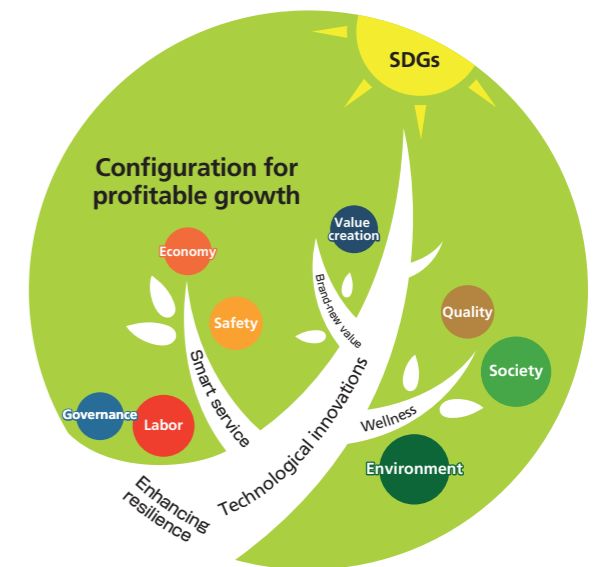 SDGs
Configuration for
profitable growth
Value
creation
Economy
Brand-new value
Quality
Safety
Smart service
Society
Governance
Labor
Wellness
Technological innovations
Environment
Enhancing
resilience